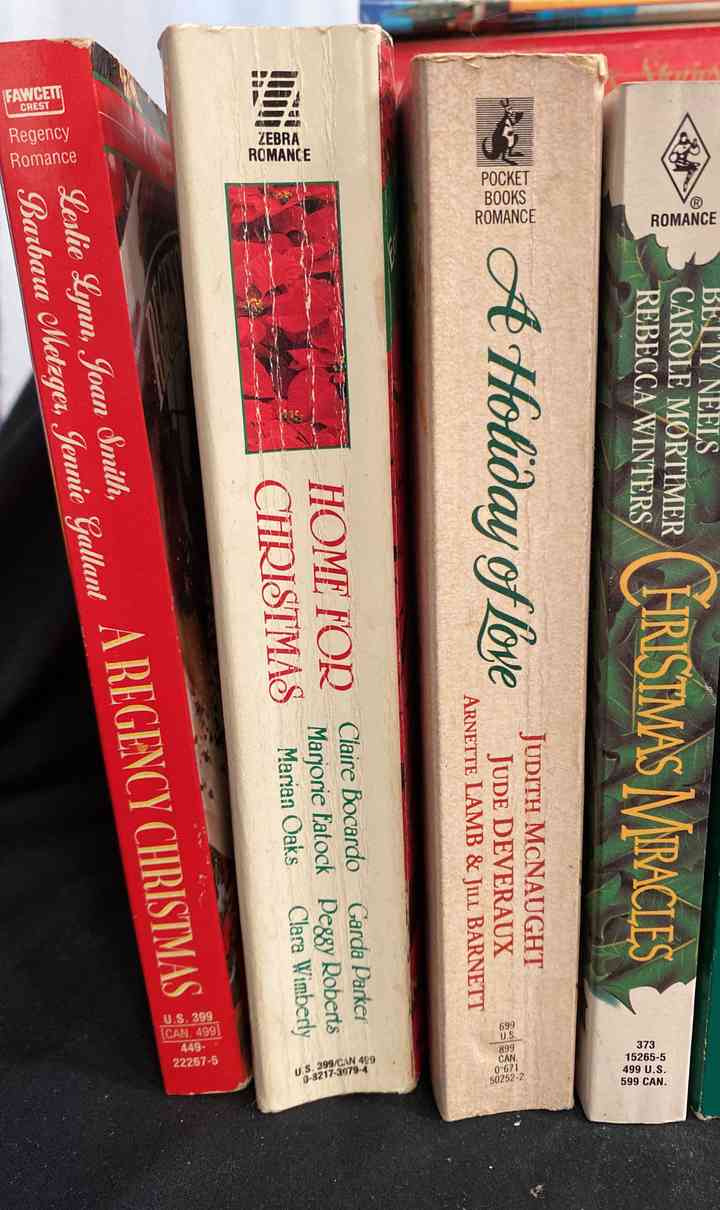 FAWCETT
CREST
Regency
Romance
Leslie Lynn, Joan Smith,
Barbara Metzger, Jennie Gallant
A REGENCY CHRISTMAS
U.S. 399
CAN. 499
449-
22267-5
ZEBRA
ROMANCE
HOME FOR
CHRISTMAS
Claire Bocardo Garda Parker
Marjorie Eatock Peggy Roberts
Marian Oaks Clara Wimberly
U.S. 399/CAN 499
0-8217-3979-4
POCKET
BOOKS
ROMANCE
A Holiday of Love
JUDITH MCNAUGHT
JUDE DEVERAUX
ARNETTE LAMB & JILL BARNETT
699
U.S.
899
CAN.
0-671
50252-2
®
ROMANCE
BETTY NEELS
CAROLE MORTIMER
REBECCA WINTERS
CHRISTMAS MIRACLES
373
15265-5
499 U.S.
599 CAN.